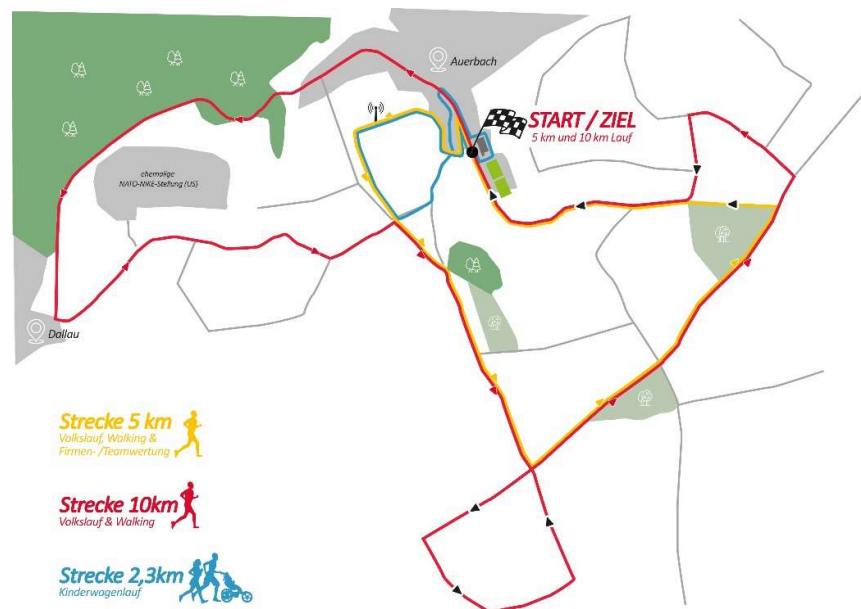 Auerbach
START / ZIEL
5 km und 10 km Lauf
ehemalige
NATO-NIKE-Stellung (US)
Dallau
Strecke 5 km
Volkslauf, Walking &
Firmen- /Teamwertung
Strecke 10km
Volkslauf & Walking
Strecke 2,3km
Kinderwagenlauf